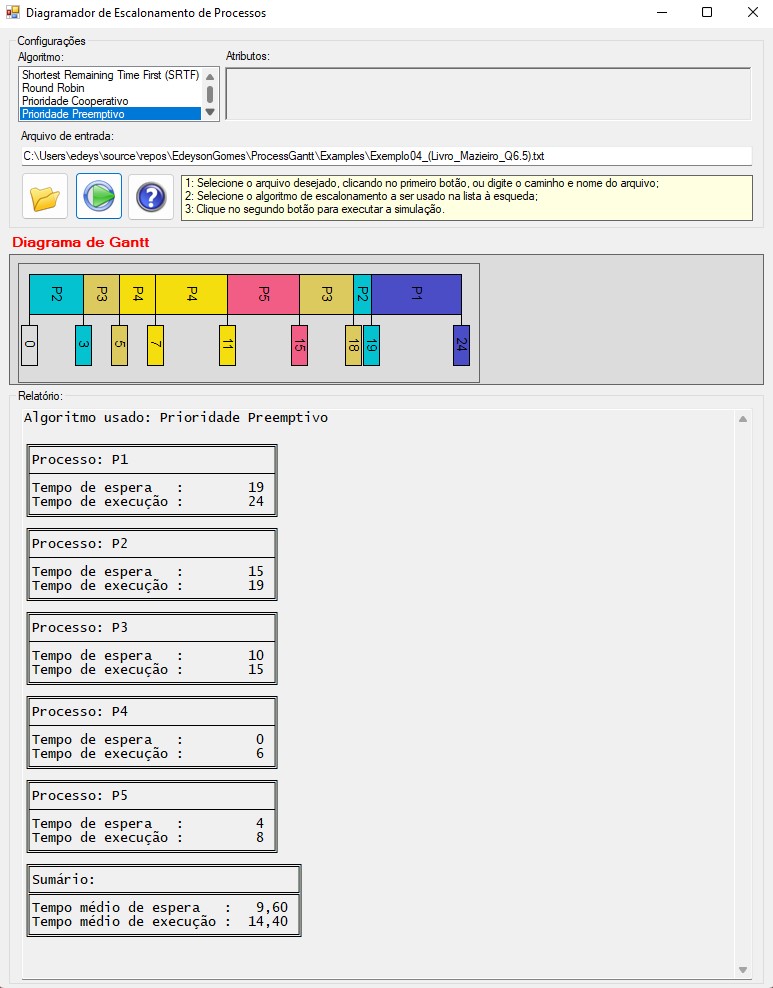 Diagramador de Escalonamento de Processos
Configurações
Algoritmo:
Atributos:
Shortest Remaining Time First (SRTF)
Round Robin
Prioridade Cooperativo
Prioridade Preemptivo
Arquivo de entrada:
C:\Users\edeys\source\repos\EdeysonGomes\ProcessGantt\Examples\Exemplo04_(Livro_Mazieiro_Q6.5).txt
1: Selecione o arquivo desejado, clicando no primeiro botão, ou digite o caminho e nome do arquivo;
2: Selecione o algoritmo de escalonamento a ser usado na lista à esqueda;
3: Clique no segundo botão para executar a simulação.
Diagrama de Gantt
P2 P3 P4 P4 P5 P3 P2 P1
0 3 5 7 11 15 18 19 24
Relatório:
Algoritmo usado: Prioridade Preemptivo
Processo: P1
Tempo de espera : 19
Tempo de execução : 24
Processo: P2
Tempo de espera : 15
Tempo de execução : 19
Processo: P3
Tempo de espera : 10
Tempo de execução : 15
Processo: P4
Tempo de espera : 0
Tempo de execução : 6
Processo: P5
Tempo de espera : 4
Tempo de execução : 8
Sumário:
Tempo médio de espera : 9,60
Tempo médio de execução : 14,40